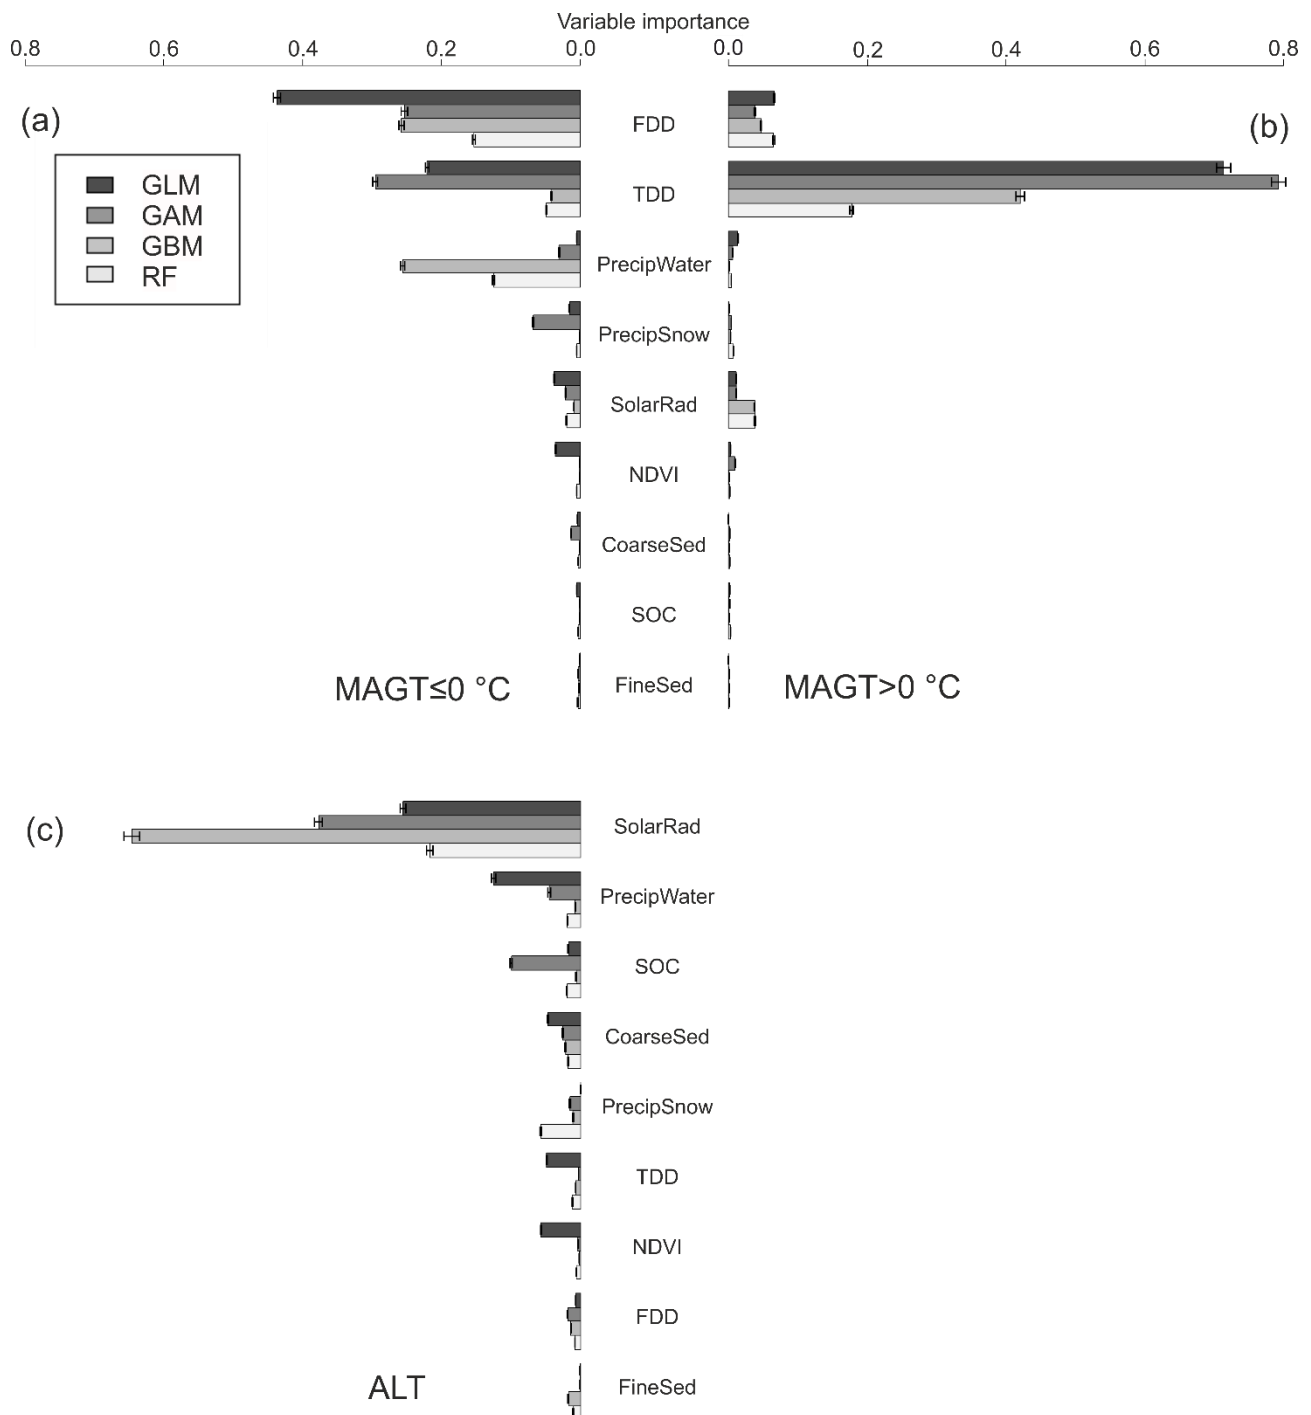 Variable importance
0.8 0.6 0.4 0.2 0.0 0.0 0.2 0.4 0.6 0.8
(a) FDD (b)
GLM
GAM
GBM
RF
TDD
PrecipWater
PrecipSnow
SolarRad
NDVI
CoarseSed
SOC
MAGT≤0 °C FineSed MAGT>0 °C
(c) SolarRad
PrecipWater
SOC
CoarseSed
PrecipSnow
TDD
NDVI
FDD
ALT FineSed